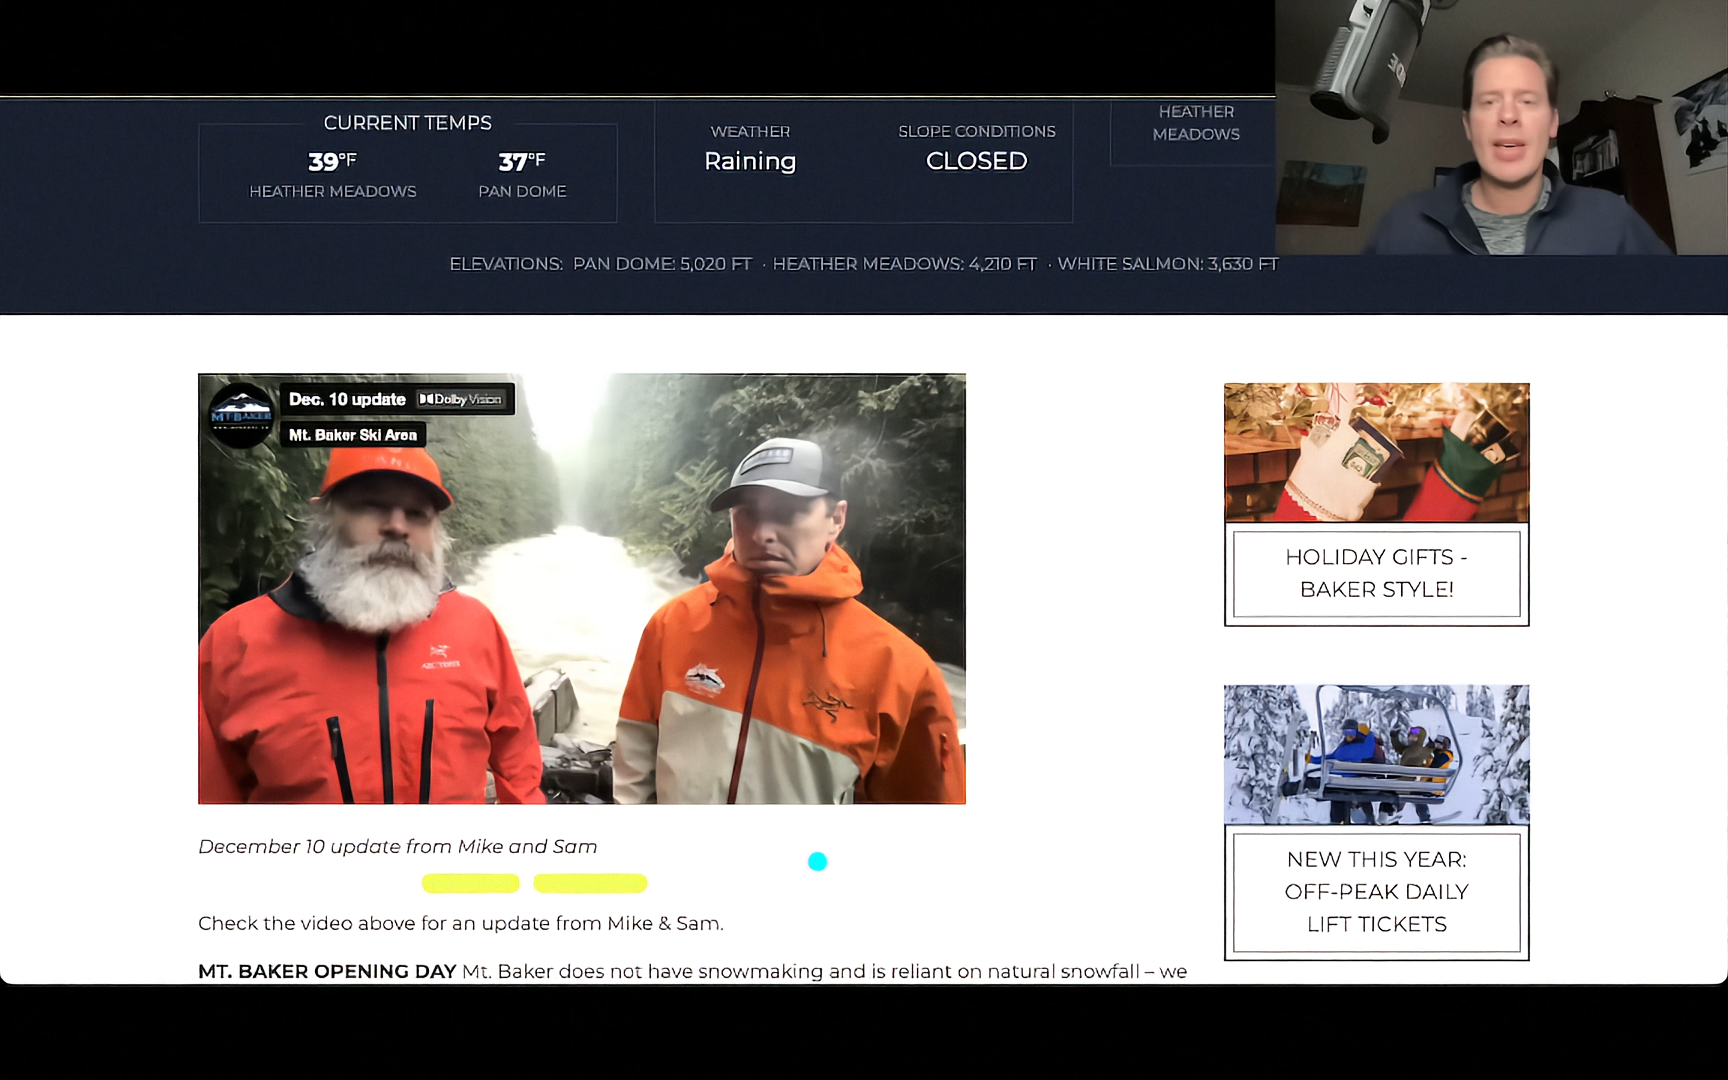 CURRENT TEMPS
39°F
37°F
HEATHER MEADOWS
PAN DOME
WEATHER
SLOPE CONDITIONS
Raining
CLOSED
HEATHER
MEADOWS
ELEVATIONS: PAN DOME: 5,020 FT · HEATHER MEADOWS: 4,210 FT · WHITE SALMON: 3,630 FT
Dec. 10 update
Dolby Vision
Mt. Baker Ski Area
MT BAKER
ARC'TERYX
December 10 update from Mike and Sam
Check the video above for an update from Mike & Sam.
MT. BAKER OPENING DAY Mt. Baker does not have snowmaking and is reliant on natural snowfall – we
HOLIDAY GIFTS -
BAKER STYLE!
NEW THIS YEAR:
OFF-PEAK DAILY
LIFT TICKETS